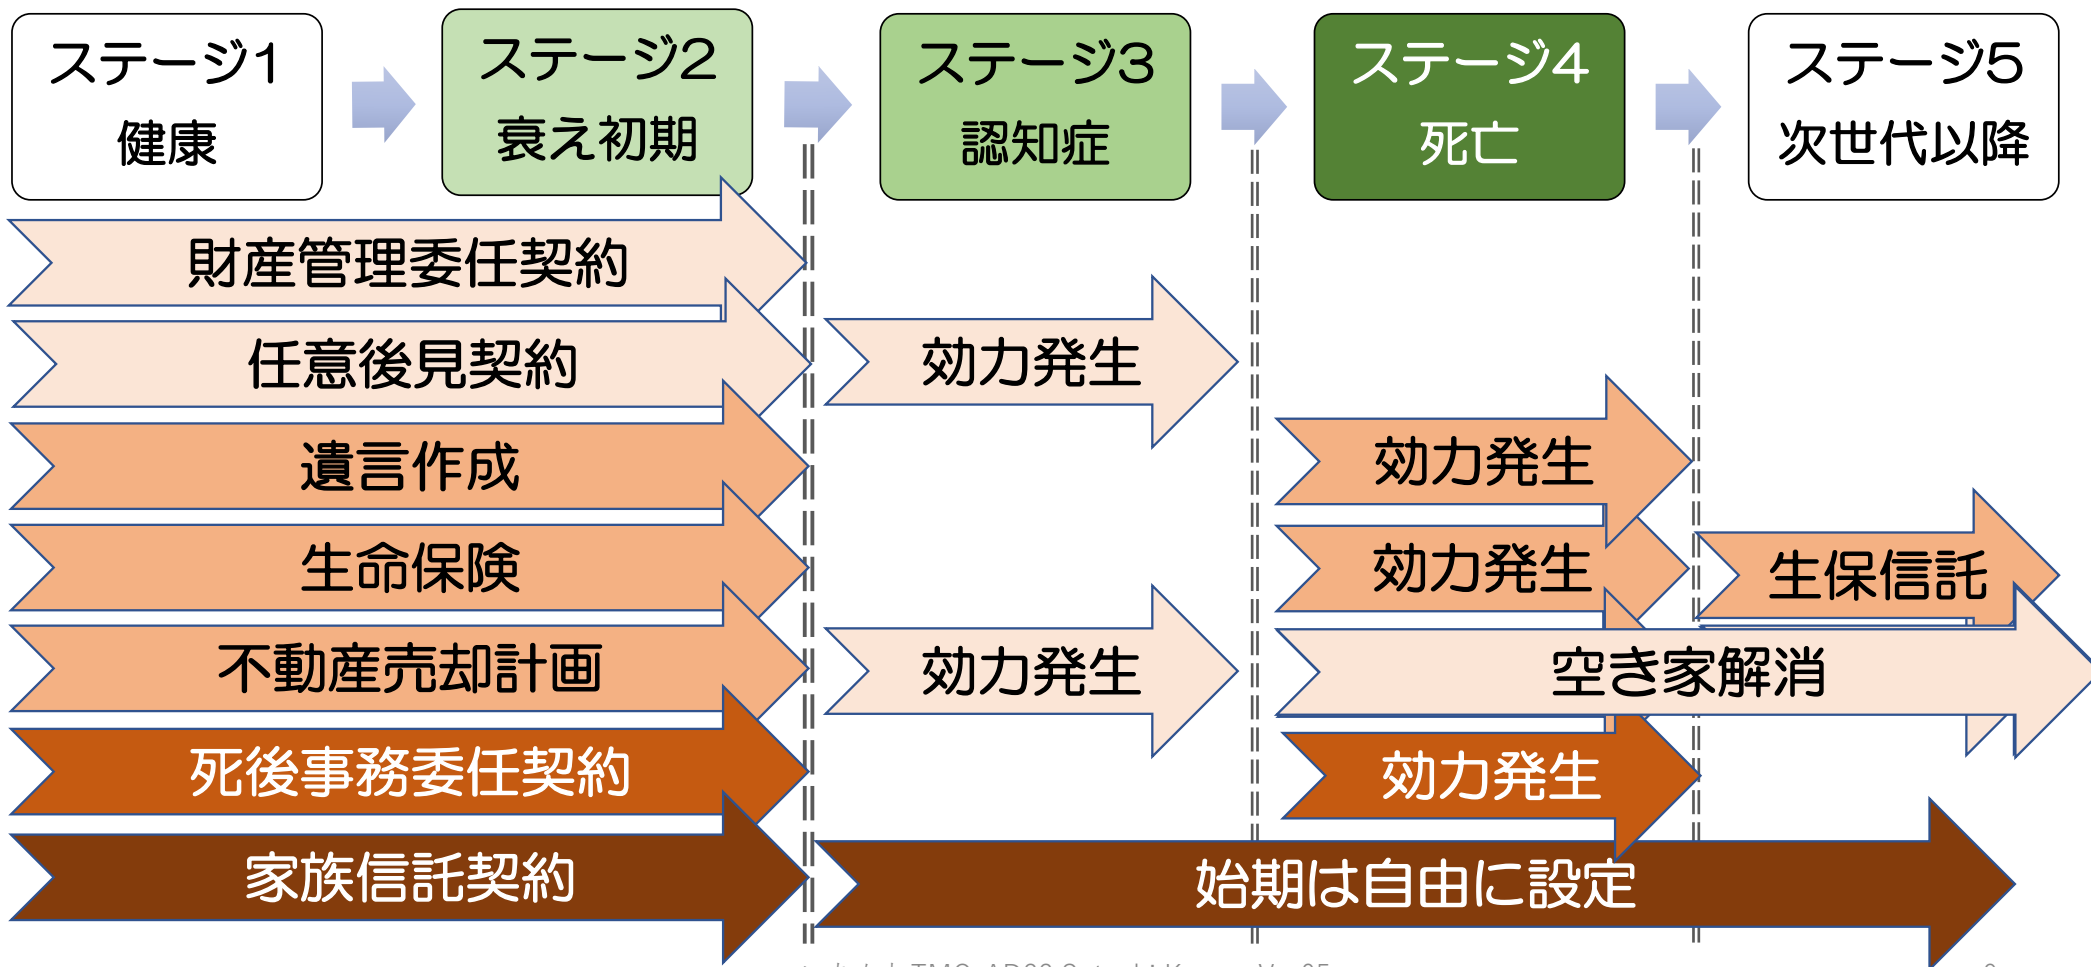 ステージ1
健康
ステージ2
衰え初期
ステージ3
認知症
ステージ4
死亡
ステージ5
次世代以降
財産管理委任契約
任意後見契約
効力発生
遺言作成
効力発生
生命保険
効力発生
生保信託
不動産売却計画
効力発生
空き家解消
死後事務委任契約
効力発生
家族信託契約
始期は自由に設定